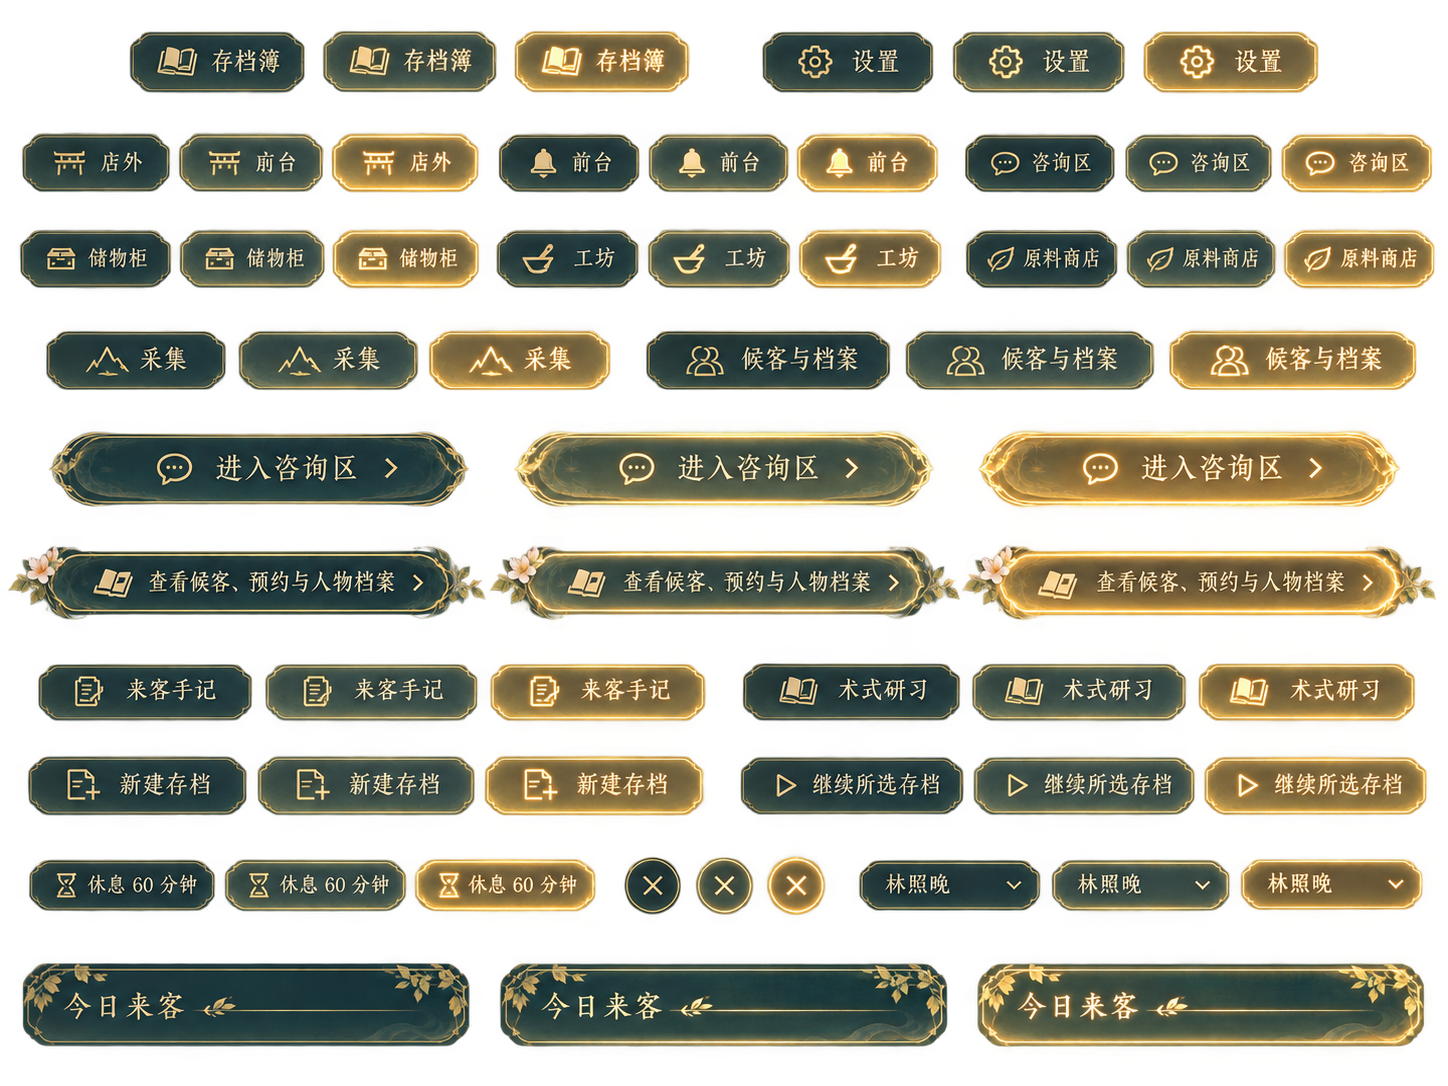 存档簿 存档簿 存档簿 设置 设置 设置
店外 前台 店外 前台 前台 前台 咨询区 咨询区 咨询区
储物柜 储物柜 储物柜 工坊 工坊 工坊 原料商店 原料商店 原料商店
采集 采集 采集 候客与档案 候客与档案 候客与档案
进入咨询区 进入咨询区 进入咨询区
查看候客、预约与人物档案 查看候客、预约与人物档案 查看候客、预约与人物档案
来客手记 来客手记 来客手记 术式研习 术式研习 术式研习
新建存档 新建存档 新建存档 继续所选存档 继续所选存档 继续所选存档
休息 60 分钟 休息 60 分钟 休息 60 分钟 林照晚 林照晚 林照晚
今日来客 今日来客 今日来客